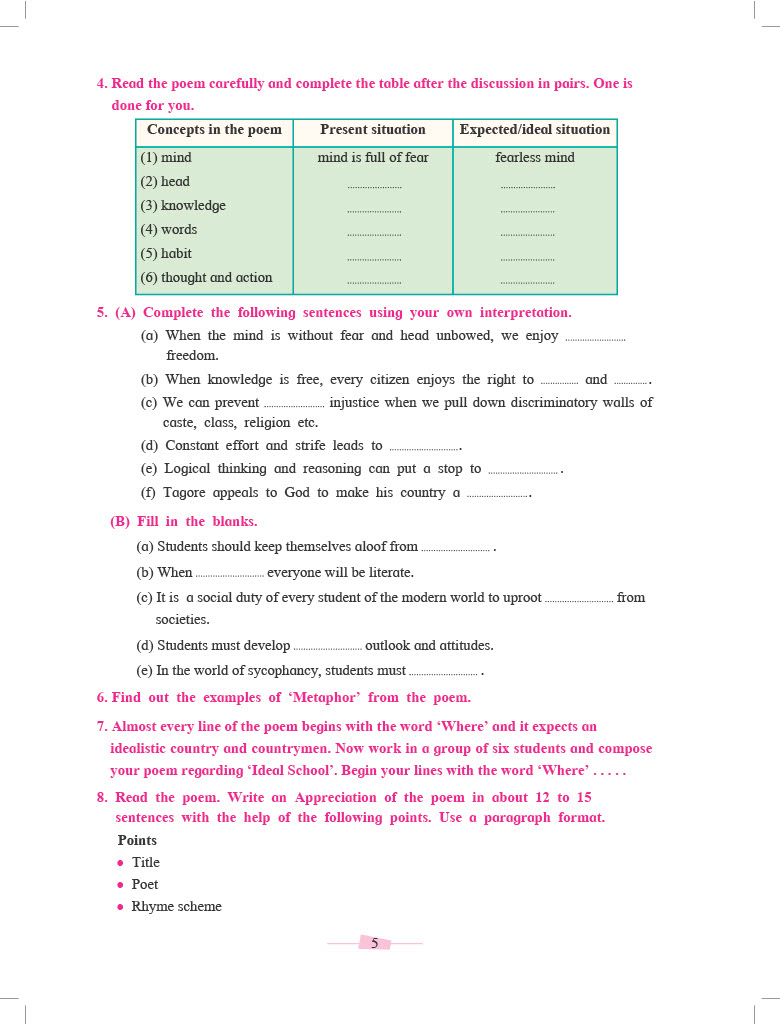 4. Read the poem carefully and complete the table after the discussion in pairs. One is
done for you.
Concepts in the poem Present situation Expected/ideal situation
(1) mind mind is full of fear fearless mind
(2) head ...................... ......................
(3) knowledge ...................... ......................
(4) words ...................... ......................
(5) habit ...................... ......................
(6) thought and action ...................... ......................
5. (A) Complete the following sentences using your own interpretation.
(a) When the mind is without fear and head unbowed, we enjoy .........................
freedom.
(b) When knowledge is free, every citizen enjoys the right to ................ and ...............
(c) We can prevent ......................... injustice when we pull down discriminatory walls of
caste, class, religion etc.
(d) Constant effort and strife leads to .............................
(e) Logical thinking and reasoning can put a stop to ............................ .
(f) Tagore appeals to God to make his country a ..........................
(B) Fill in the blanks.
(a) Students should keep themselves aloof from ............................ .
(b) When ............................ everyone will be literate.
(c) It is a social duty of every student of the modern world to uproot ............................ from
societies.
(d) Students must develop ............................ outlook and attitudes.
(e) In the world of sycophancy, students must ............................ .
6. Find out the examples of ‘Metaphor’ from the poem.
7. Almost every line of the poem begins with the word ‘Where’ and it expects an
idealistic country and countrymen. Now work in a group of six students and compose
your poem regarding ‘Ideal School’. Begin your lines with the word ‘Where’ . . . . .
8. Read the poem. Write an Appreciation of the poem in about 12 to 15
sentences with the help of the following points. Use a paragraph format.
Points
• Title
• Poet
• Rhyme scheme
5